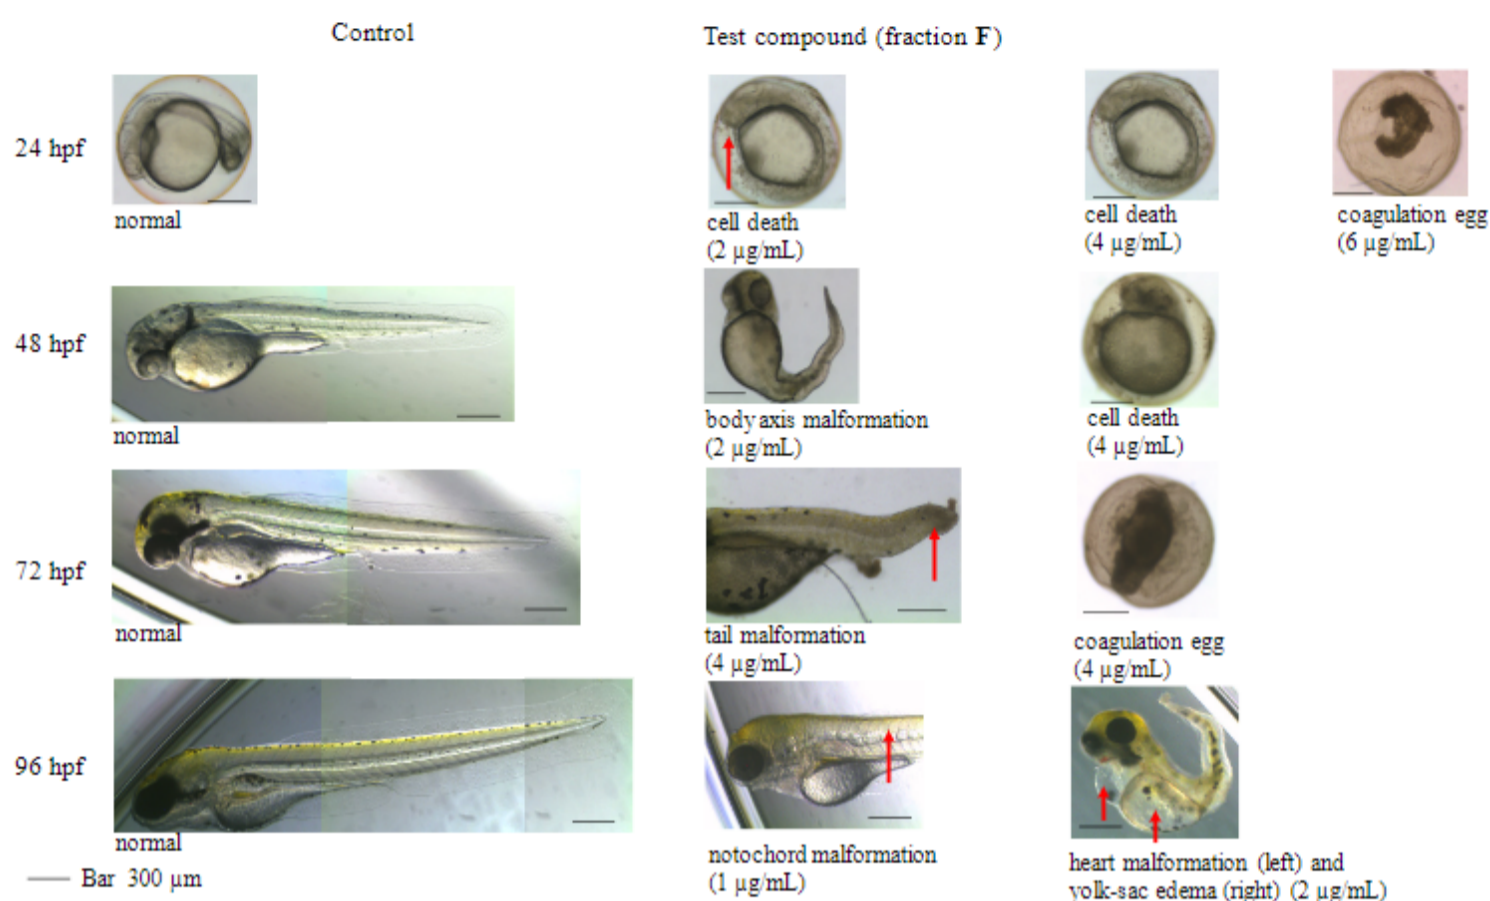 Control
Test compound (fraction F)
24 hpf
normal
cell death
(2 µg/mL)
cell death
(4 µg/mL)
coagulation egg
(6 µg/mL)
48 hpf
normal
body axis malformation
(2 µg/mL)
cell death
(4 µg/mL)
72 hpf
normal
tail malformation
(4 µg/mL)
coagulation egg
(4 µg/mL)
96 hpf
normal
notochord malformation
(1 µg/mL)
heart malformation (left) and
yolk-sac edema (right) (2 µg/mL)
Bar 300 µm